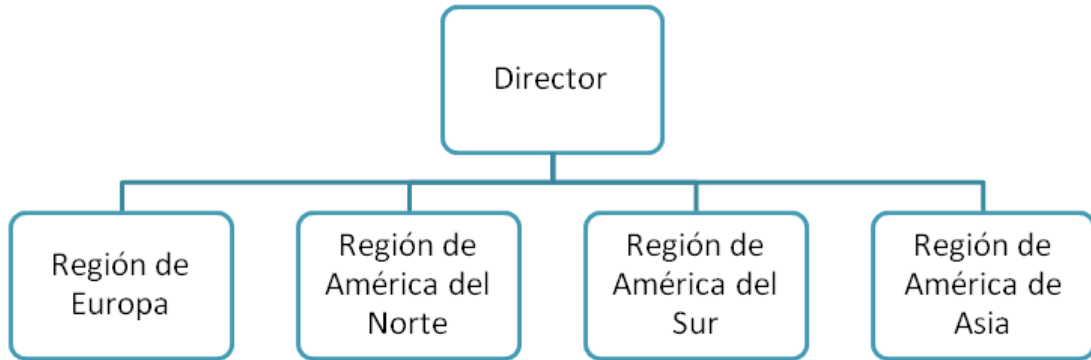 Director
Región de
Europa
Región de
América del
Norte
Región de
América del
Sur
Región de
América de
Asia